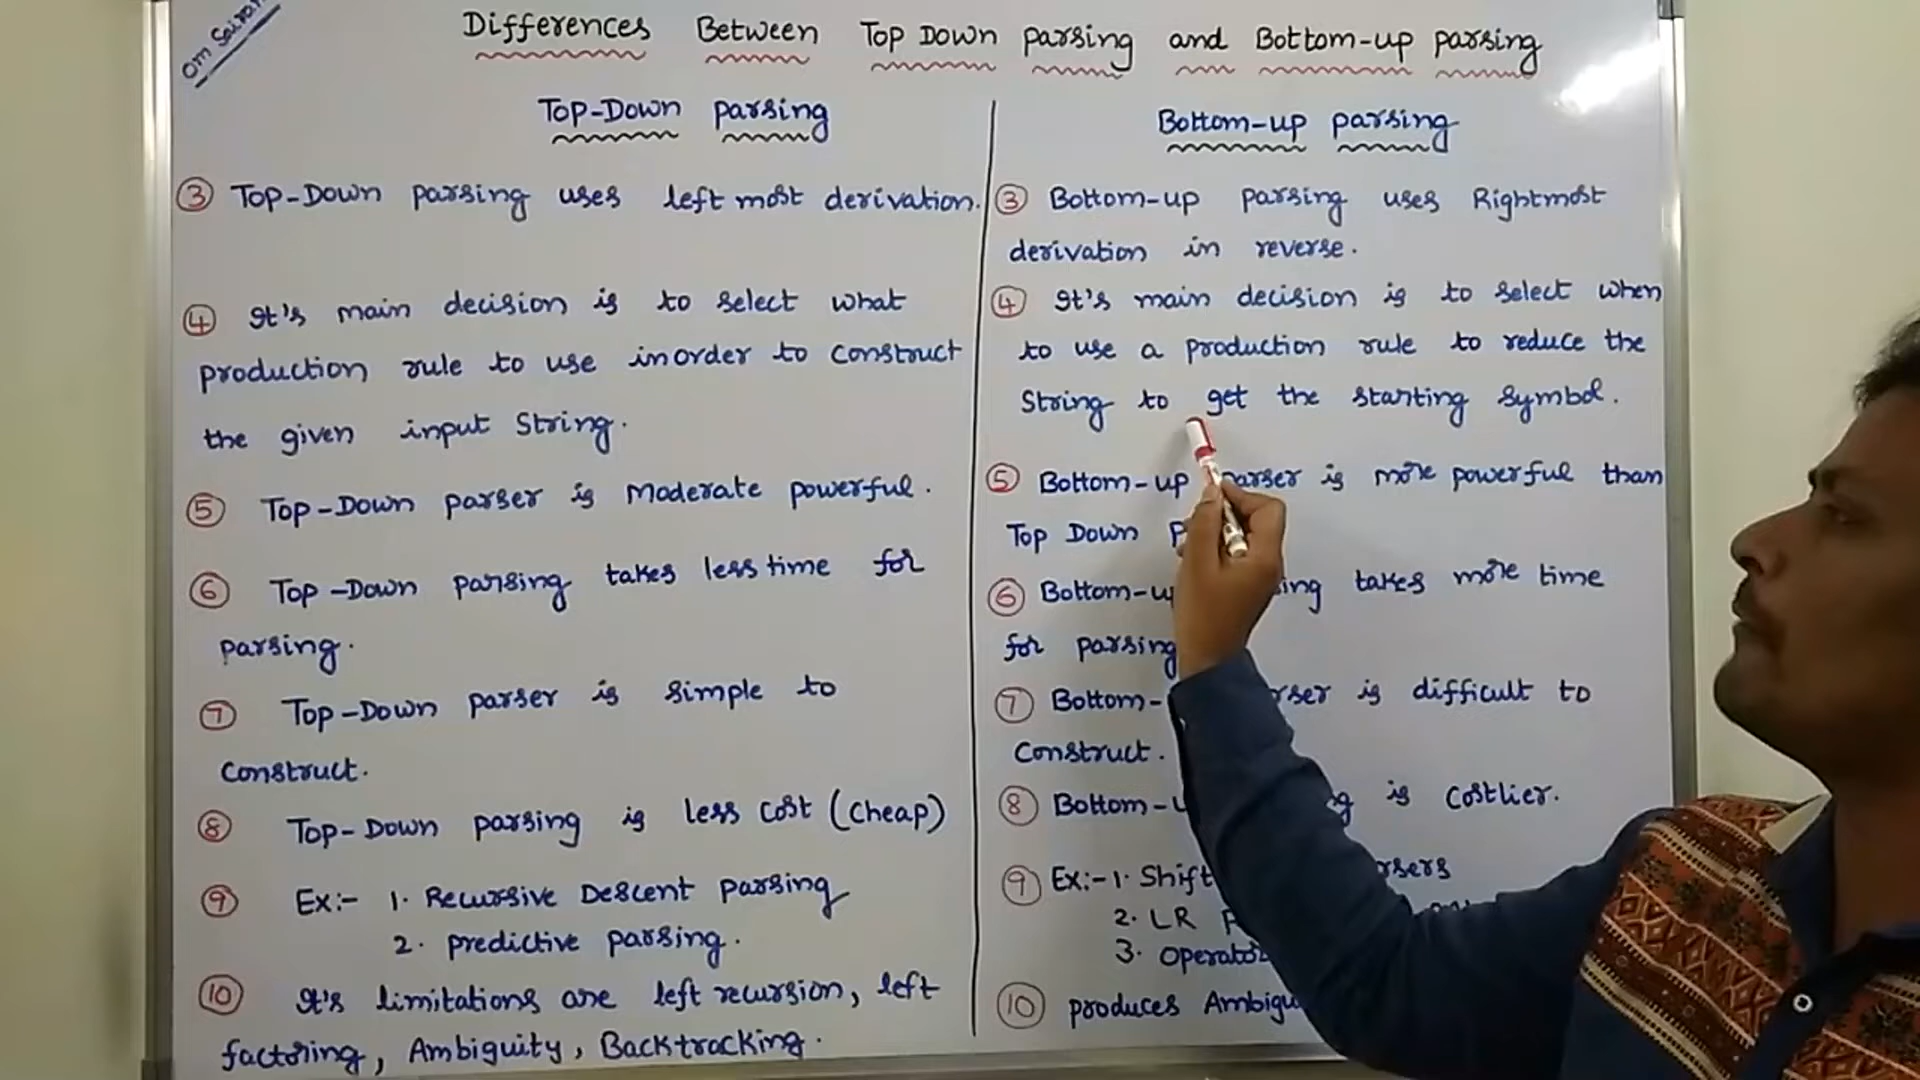 Om Sairam
Differences Between Top Down parsing and Bottom-up parsing
Top-Down parsing
③ Top-Down parsing uses left most derivation.
④ It's main decision is to select what
production rule to use inorder to construct
the given input String.
⑤ Top-Down parser is Moderate powerful.
⑥ Top-Down parsing takes less time for
parsing.
⑦ Top-Down parser is simple to
construct.
⑧ Top-Down parsing is less cost (cheap)
⑨ Ex:- 1. Recursive Descent parsing
2. predictive parsing.
⑩ It's limitations are left recursion, left
factoring, Ambiguity, Backtracking.
Bottom-up parsing
③ Bottom-up parsing uses Rightmost
derivation in reverse.
④ It's main decision is to select when
to use a production rule to reduce the
String to get the starting symbol.
⑤ Bottom-up parser is more powerful than
Top Down
⑥ Bottom-up takes more time
for parsing
⑦ Bottom- is difficult to
construct.
⑧ Bottom- is costlier.
⑨ Ex:- 1. Shift
2. LR
3. Operator
⑩ produces